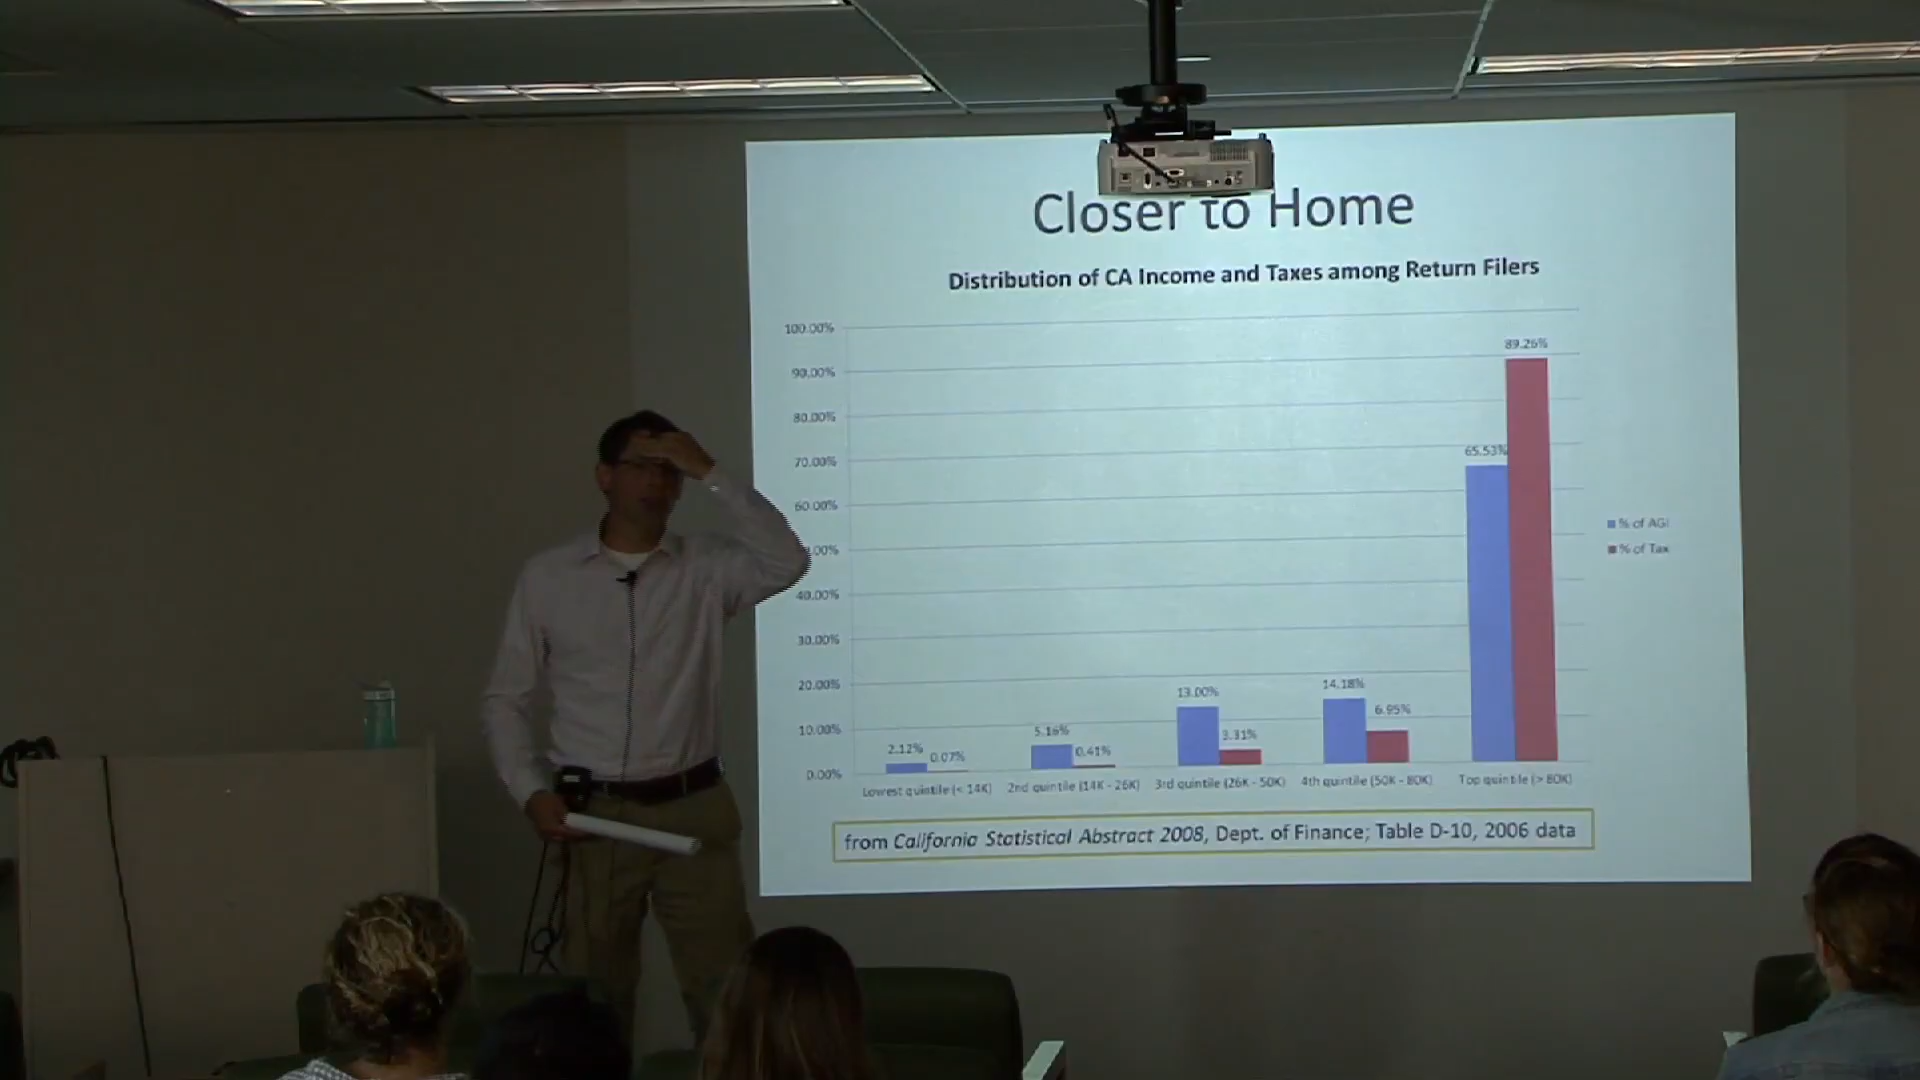 Closer to Home
Distribution of CA Income and Taxes among Return Filers
100.00%
90.00%
80.00%
70.00%
60.00%
.00%
40.00%
30.00%
20.00%
10.00%
0.00%
2.12%
0.07%
5.16%
0.41%
13.00%
3.31%
14.18%
6.95%
65.53%
89.26%
% of AGI
% of Tax
Lowest quintile (< 14K)
2nd quintile (14K - 26K)
3rd quintile (26K - 50K)
4th quintile (50K - 80K)
Top quintile (> 80K)
from California Statistical Abstract 2008, Dept. of Finance; Table D-10, 2006 data